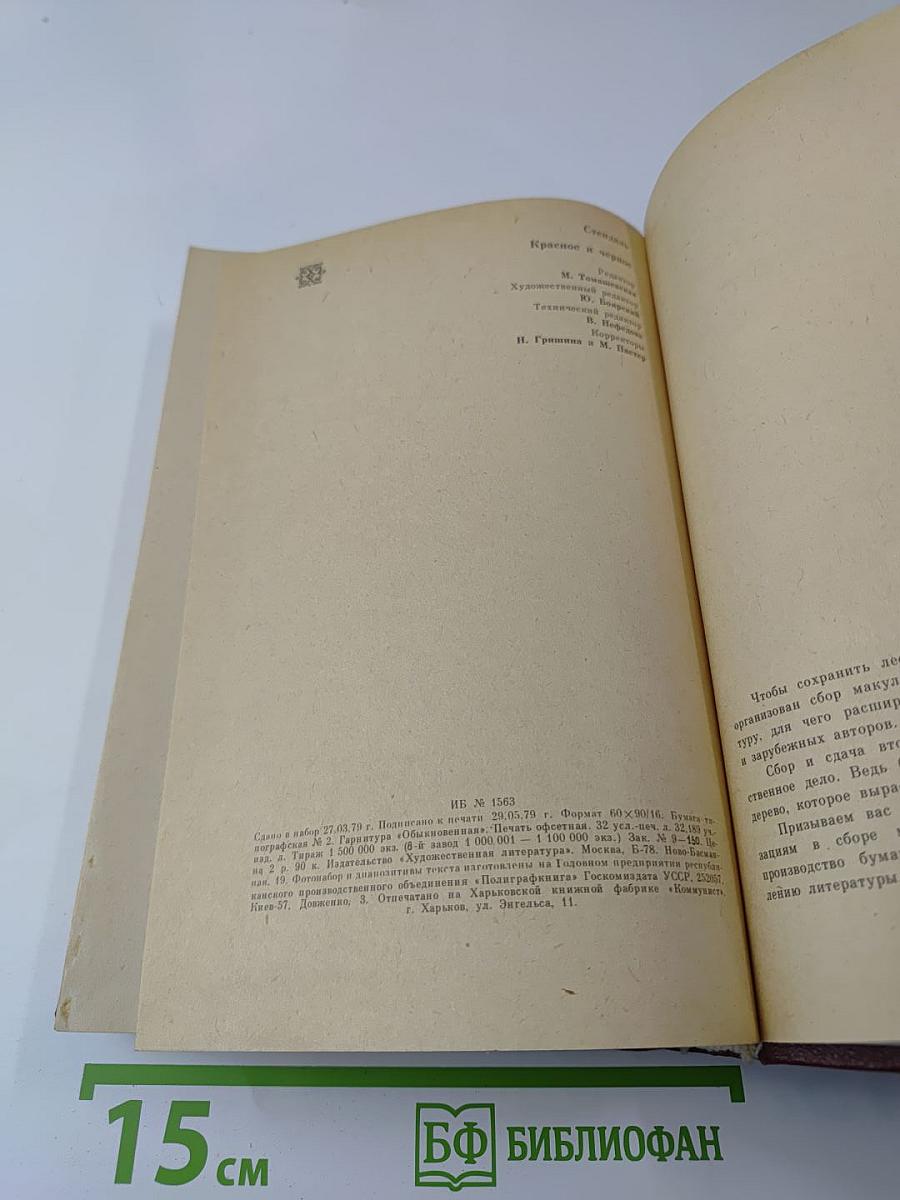 Стендаль
Красное и черное
Редактор
М. Томашевская
Художественный редактор
Ю. Боярский
Технический редактор
В. Нефедова
Корректоры
Н. Гришина и М. Пастер
ИБ № 1563
Сдано в набор 27.03.79 г. Подписано к печати 29.05.79 г. Формат 60×90/16. Бумага ти-
пографская № 2. Гарнитура «Обыкновенная». Печать офсетная. 32 усл.-печ. л. 32,189 уч.-
изд. л. Тираж 1 500 000 экз. (6-й завод 1 000 001 — 1 100 000 экз.) Зак. № 9—150. Це-
на 2 р. 90 к. Издательство «Художественная литература». Москва, Б-78. Ново-Басман-
ная, 19. Фотонабор и диапозитивы текста изготовлены на Головном предприятии республи-
канского производственного объединения «Полиграфкнига» Госкомиздата УССР, 252057,
Киев-57, Довженко, 3. Отпечатано на Харьковской книжной фабрике «Коммунист»,
г. Харьков, ул. Энгельса, 11.
Чтобы сохранить лес
организован сбор макул
туру, для чего расшир
и зарубежных авторов.
Сбор и сдача вто
ственное дело. Ведь б
дерево, которое выра
Призываем вас
зациям в сборе м
производство бумаг
лению литературы.
15 см
БФ БИБЛИОФАН